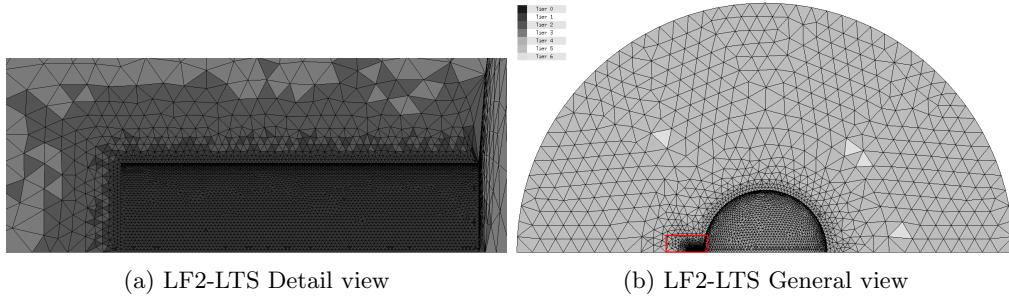 Tier 0
Tier 1
Tier 2
Tier 3
Tier 4
Tier 5
Tier 6
(a) LF2-LTS Detail view
(b) LF2-LTS General view